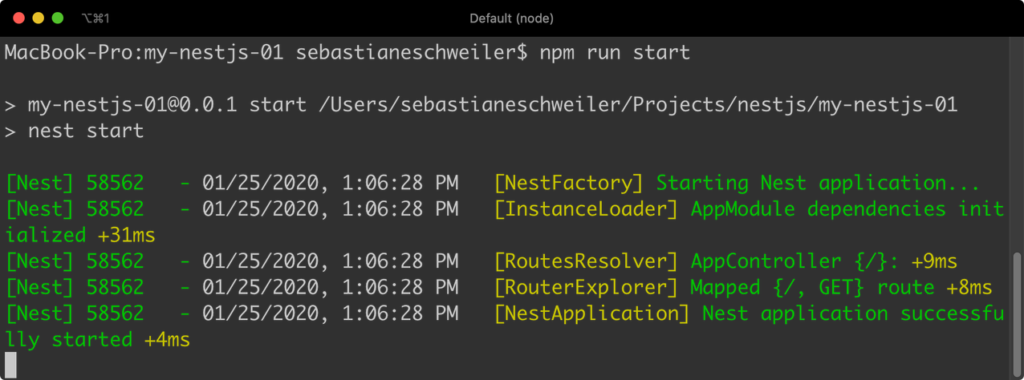 ⌥⌘1
Default (node)
MacBook-Pro:my-nestjs-01 sebastianeschweiler$ npm run start
> my-nestjs-01@0.0.1 start /Users/sebastianeschweiler/Projects/nestjs/my-nestjs-01
> nest start
[Nest] 58562   - 01/25/2020, 1:06:28 PM   [NestFactory] Starting Nest application...
[Nest] 58562   - 01/25/2020, 1:06:28 PM   [InstanceLoader] AppModule dependencies init
ialized +31ms
[Nest] 58562   - 01/25/2020, 1:06:28 PM   [RoutesResolver] AppController {/}: +9ms
[Nest] 58562   - 01/25/2020, 1:06:28 PM   [RouterExplorer] Mapped {/, GET} route +8ms
[Nest] 58562   - 01/25/2020, 1:06:28 PM   [NestApplication] Nest application successfu
lly started +4ms